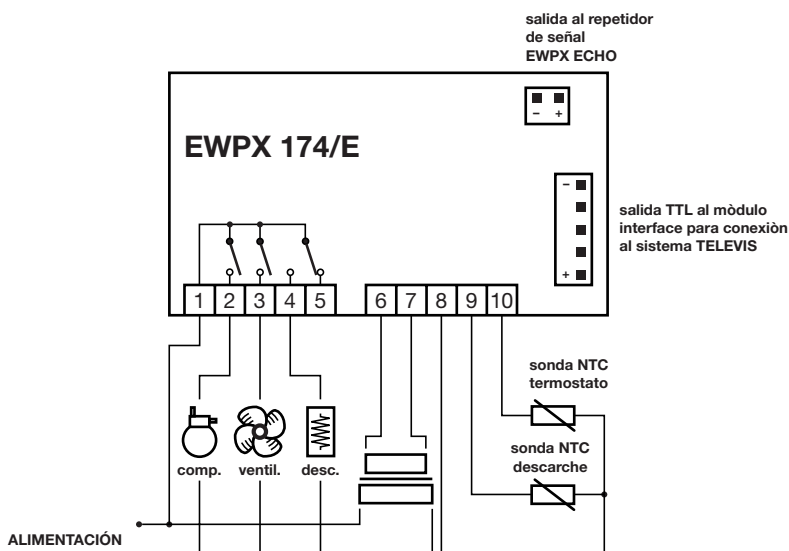 salida al repetidor
de señal
EWPX ECHO
- +
EWPX 174/E
-
salida TTL al mòdulo
interface para conexiòn
al sistema TELEVIS
+
1 2 3 4 5 6 7 8 9 10
sonda NTC
termostato
sonda NTC
descarche
comp. ventil. desc.
ALIMENTACIÓN